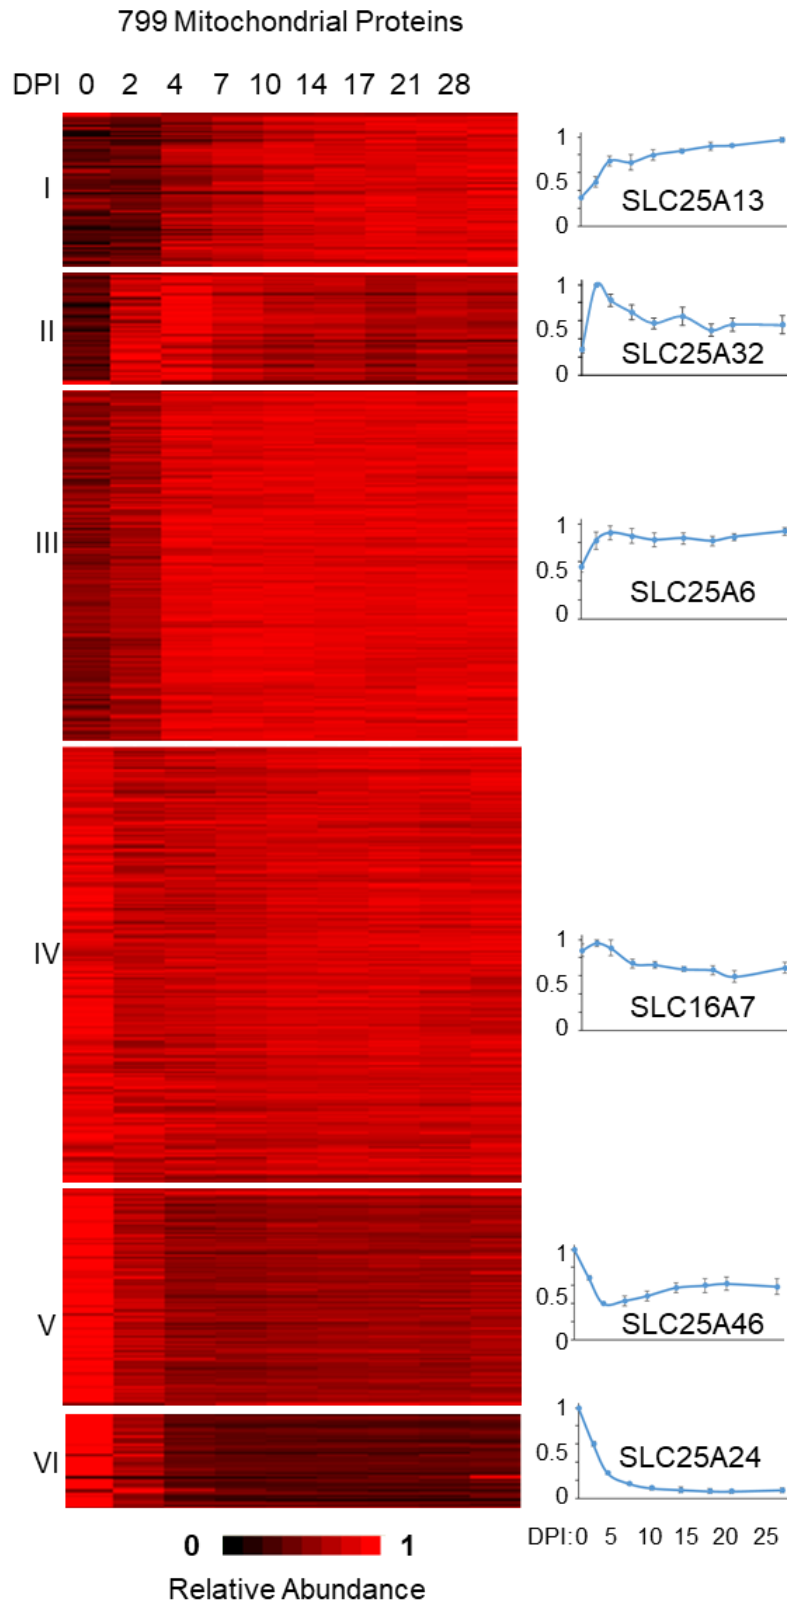 799 Mitochondrial Proteins
DPI 0 2 4 7 10 14 17 21 28
I
1
0.5
0
SLC25A13
II
1
0.5
0
SLC25A32
III
1
0.5
0
SLC25A6
IV
1
0.5
0
SLC16A7
V
1
0.5
0
SLC25A46
VI
1
0.5
0
SLC25A24
DPI:0 5 10 15 20 25
0 1
Relative Abundance